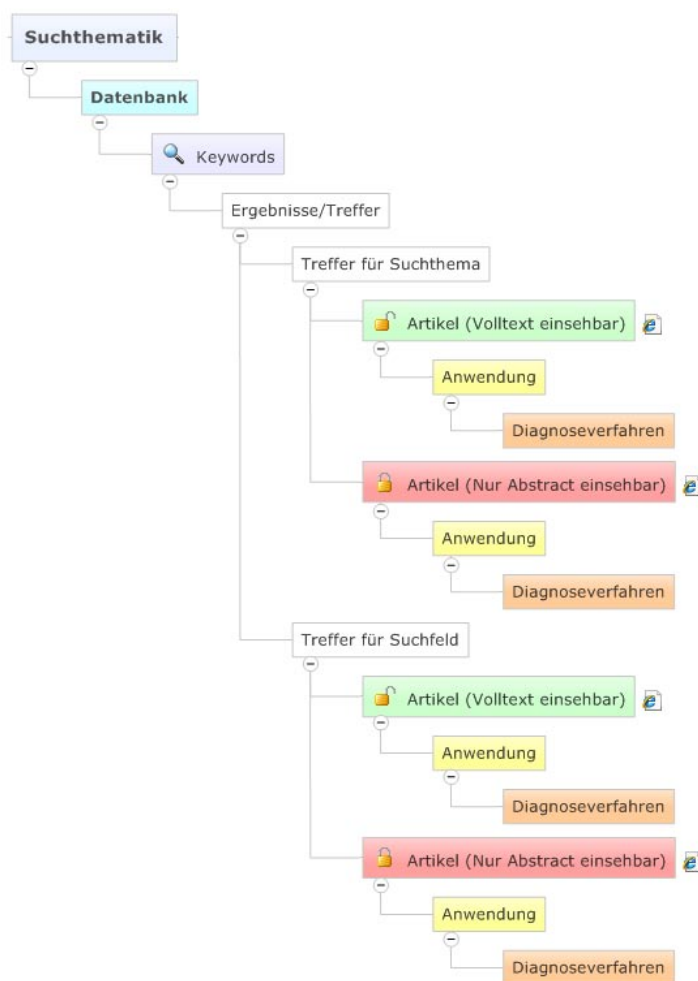 Suchthematik
Datenbank
Keywords
Ergebnisse/Treffer
Treffer für Suchthema
Artikel (Volltext einsehbar)
Anwendung
Diagnoseverfahren
Artikel (Nur Abstract einsehbar)
Anwendung
Diagnoseverfahren
Treffer für Suchfeld
Artikel (Volltext einsehbar)
Anwendung
Diagnoseverfahren
Artikel (Nur Abstract einsehbar)
Anwendung
Diagnoseverfahren